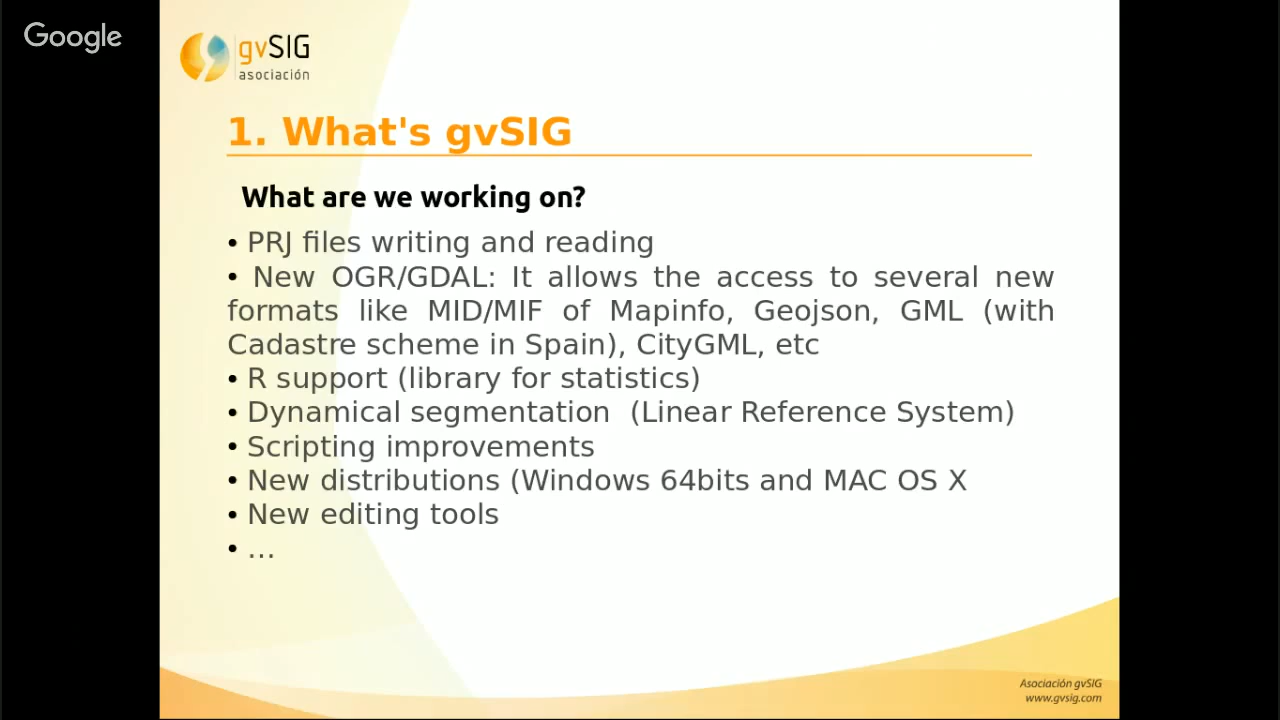 Google
gvSIG
asociación
1. What's gvSIG
What are we working on?
• PRJ files writing and reading
• New OGR/GDAL: It allows the access to several new
formats like MID/MIF of Mapinfo, Geojson, GML (with
Cadastre scheme in Spain), CityGML, etc
• R support (library for statistics)
• Dynamical segmentation  (Linear Reference System)
• Scripting improvements
• New distributions (Windows 64bits and MAC OS X
• New editing tools
• ...
Asociación gvSIG
www.gvsig.com